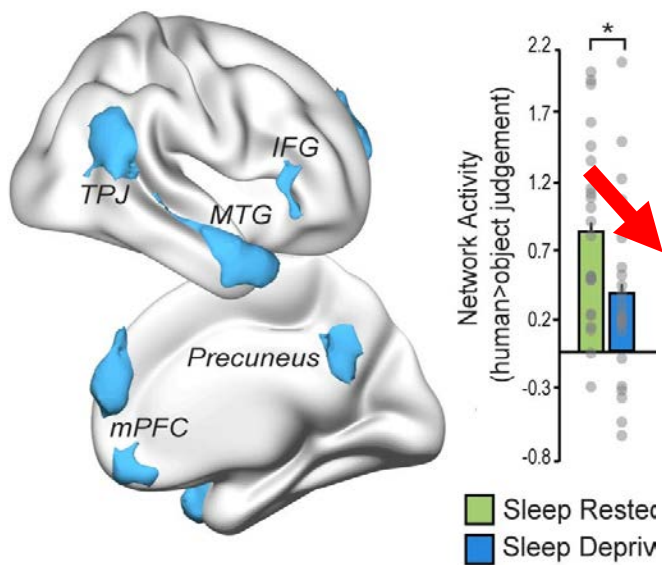 TPJ
IFG
MTG
Precuneus
mPFC
Network Activity
(human>object judgement)
*
2.2
1.7
1.2
0.7
0.2
-0.3
-0.8
Sleep Rested
Sleep Depriv